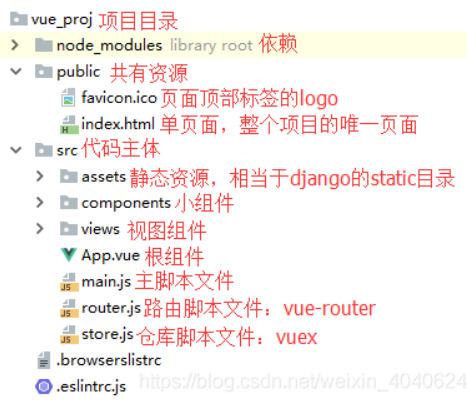 vue_proj 项目目录
node_modules library root 依赖
public 共有资源
favicon.ico 页面顶部标签的logo
index.html 单页面，整个项目的唯一页面
src 代码主体
assets 静态资源，相当于django的static目录
components 小组件
views 视图组件
App.vue 根组件
main.js 主脚本文件
router.js 路由脚本文件：vue-router
store.js 仓库脚本文件：vuex
.browserslistrc
.eslintrc.js https://blog.csdn.net/weixin_4040624